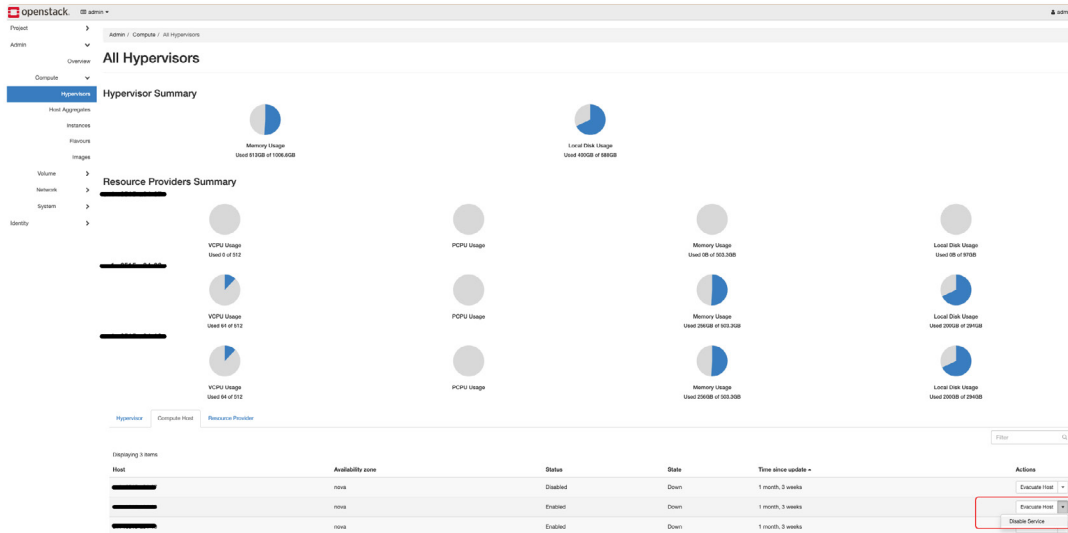 openstack. admin
admin
Project
Admin
Overview
Compute
Hypervisors
Host Aggregates
Instances
Flavours
Images
Volume
Network
System
Identity
Admin / Compute / All Hypervisors
All Hypervisors
Hypervisor Summary
Memory Usage
Used 513GB of 1006.6GB
Local Disk Usage
Used 400GB of 588GB
Resource Providers Summary
VCPU Usage
Used 0 of 512
PCPU Usage
Memory Usage
Used 0B of 503.3GB
Local Disk Usage
Used 0B of 97GB
VCPU Usage
Used 64 of 512
PCPU Usage
Memory Usage
Used 256GB of 503.3GB
Local Disk Usage
Used 200GB of 294GB
VCPU Usage
Used 64 of 512
PCPU Usage
Memory Usage
Used 256GB of 503.3GB
Local Disk Usage
Used 200GB of 294GB
Hypervisor Compute Host Resource Provider
Filter
Displaying 3 items
Host Availability zone Status State Time since update Actions
nova Disabled Down 1 month, 3 weeks Evacuate Host
nova Enabled Down 1 month, 3 weeks Evacuate Host
Disable Service
nova Enabled Down 1 month, 3 weeks